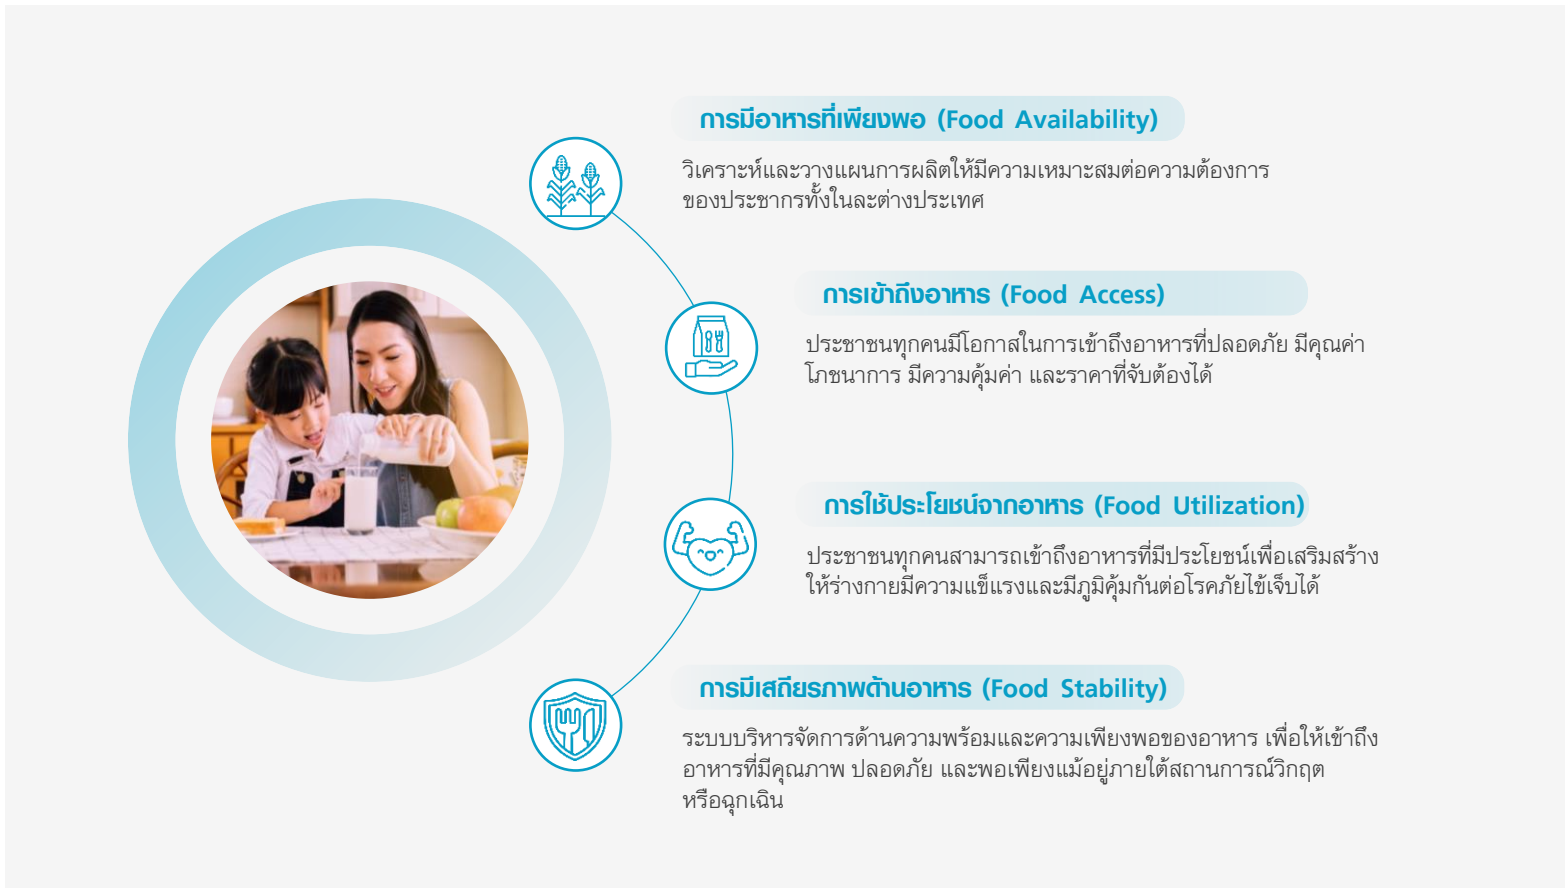 การมีอาหารที่เพียงพอ (Food Availability)
วิเคราะห์และวางแผนการผลิตให้มีความเหมาะสมต่อความต้องการ
ของประชากรทั้งในละต่างประเทศ
การเข้าถึงอาหาร (Food Access)
ประชาชนทุกคนมีโอกาสในการเข้าถึงอาหารที่ปลอดภัย มีคุณค่า
โภชนาการ มีความคุ้มค่า และราคาที่จับต้องได้
การใช้ประโยชน์จากอาหาร (Food Utilization)
ประชาชนทุกคนสามารถเข้าถึงอาหารที่มีประโยชน์เพื่อเสริมสร้าง
ให้ร่างกายมีความแข็แรงและมีภูมิคุ้มกันต่อโรคภัยไข้เจ็บได้
การมีเสถียรภาพด้านอาหาร (Food Stability)
ระบบบริหารจัดการด้านความพร้อมและความเพียงพอของอาหาร เพื่อให้เข้าถึง
อาหารที่มีคุณภาพ ปลอดภัย และพอเพียงแม้อยู่ภายใต้สถานการณ์วิกฤต
หรือฉุกเฉิน